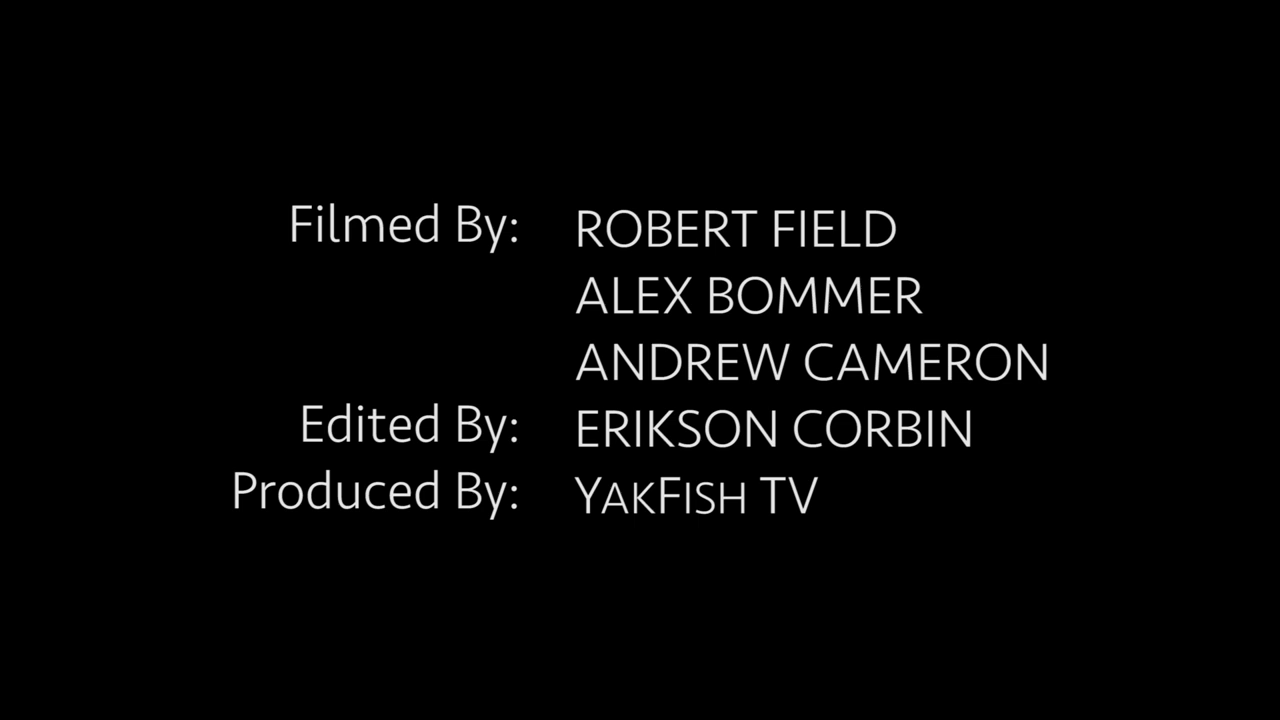 Filmed By: ROBERT FIELD
ALEX BOMMER
ANDREW CAMERON
Edited By: ERIKSON CORBIN
Produced By: YAKFISH TV